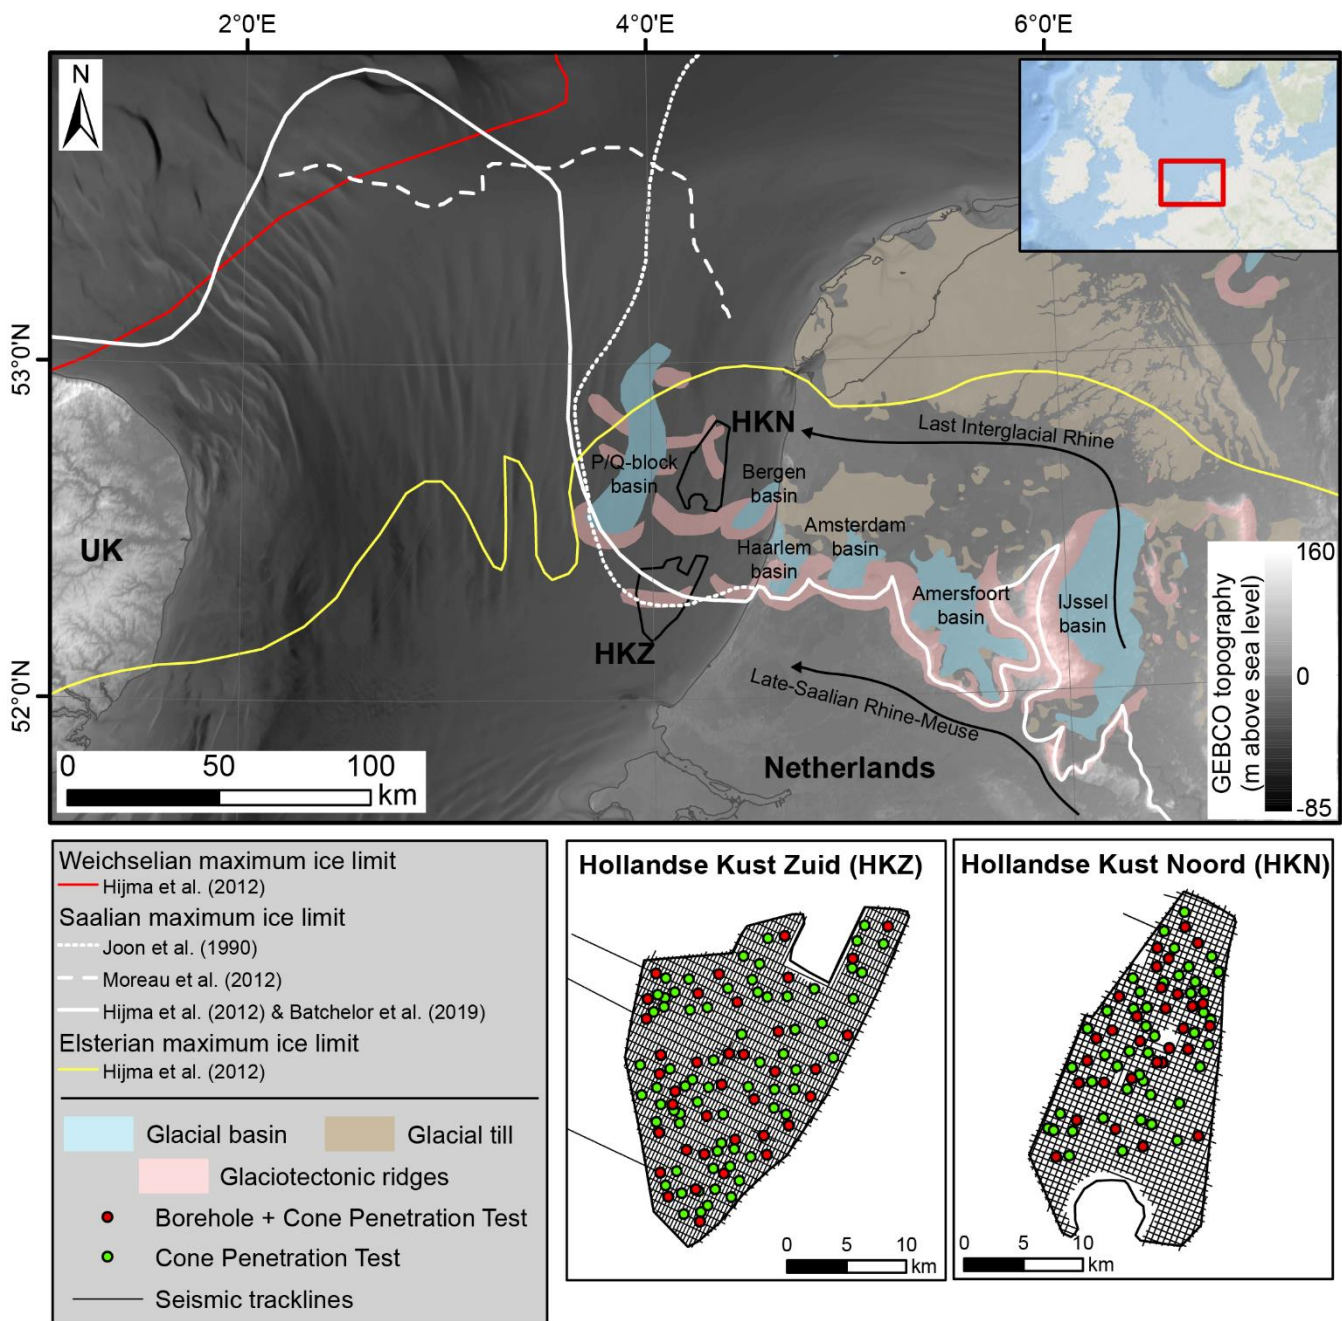 2°0'E
4°0'E
6°0'E
N
53°0'N
52°0'N
HKN
Last Interglacial Rhine
P/Q-block
basin
Bergen
basin
Amsterdam
basin
Haarlem
basin
UK
Amersfoort
basin
IJssel
basin
HKZ
Late-Saalian Rhine-Meuse
Netherlands
0 50 100
km
GEBCO topography
(m above sea level)
160
0
-85
Weichselian maximum ice limit
Hijma et al. (2012)
Saalian maximum ice limit
Joon et al. (1990)
Moreau et al. (2012)
Hijma et al. (2012) & Batchelor et al. (2019)
Elsterian maximum ice limit
Hijma et al. (2012)
Glacial basin
Glacial till
Glaciotectonic ridges
Borehole + Cone Penetration Test
Cone Penetration Test
Seismic tracklines
Hollandse Kust Zuid (HKZ)
0 5 10
km
Hollandse Kust Noord (HKN)
0 5 10
km